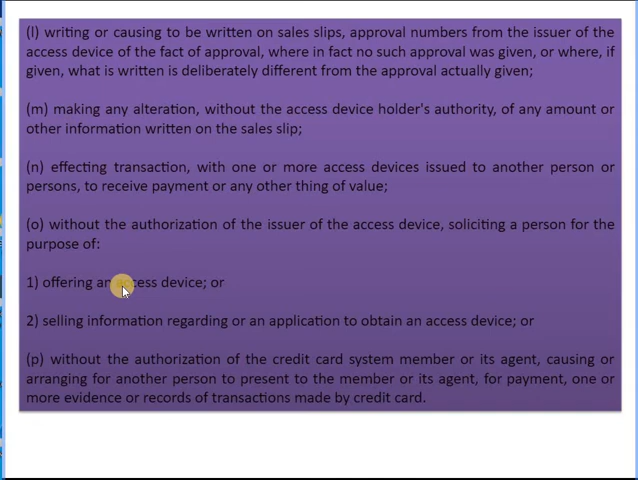 (l) writing or causing to be written on sales slips, approval numbers from the issuer of the
access device of the fact of approval, where in fact no such approval was given, or where, if
given, what is written is deliberately different from the approval actually given;
(m) making any alteration, without the access device holder's authority, of any amount or
other information written on the sales slip;
(n) effecting transaction, with one or more access devices issued to another person or
persons, to receive payment or any other thing of value;
(o) without the authorization of the issuer of the access device, soliciting a person for the
purpose of:
1) offering an access device; or
2) selling information regarding or an application to obtain an access device; or
(p) without the authorization of the credit card system member or its agent, causing or
arranging for another person to present to the member or its agent, for payment, one or
more evidence or records of transactions made by credit card.